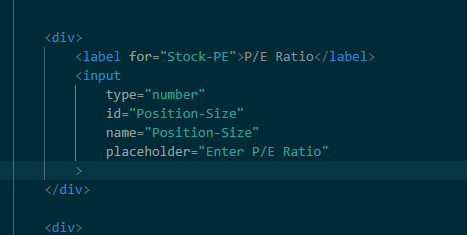 <div>
<label for="Stock-PE">P/E Ratio</label>
<input
type="number"
id="Position-Size"
name="Position-Size"
placeholder="Enter P/E Ratio"
>
</div>
<div>